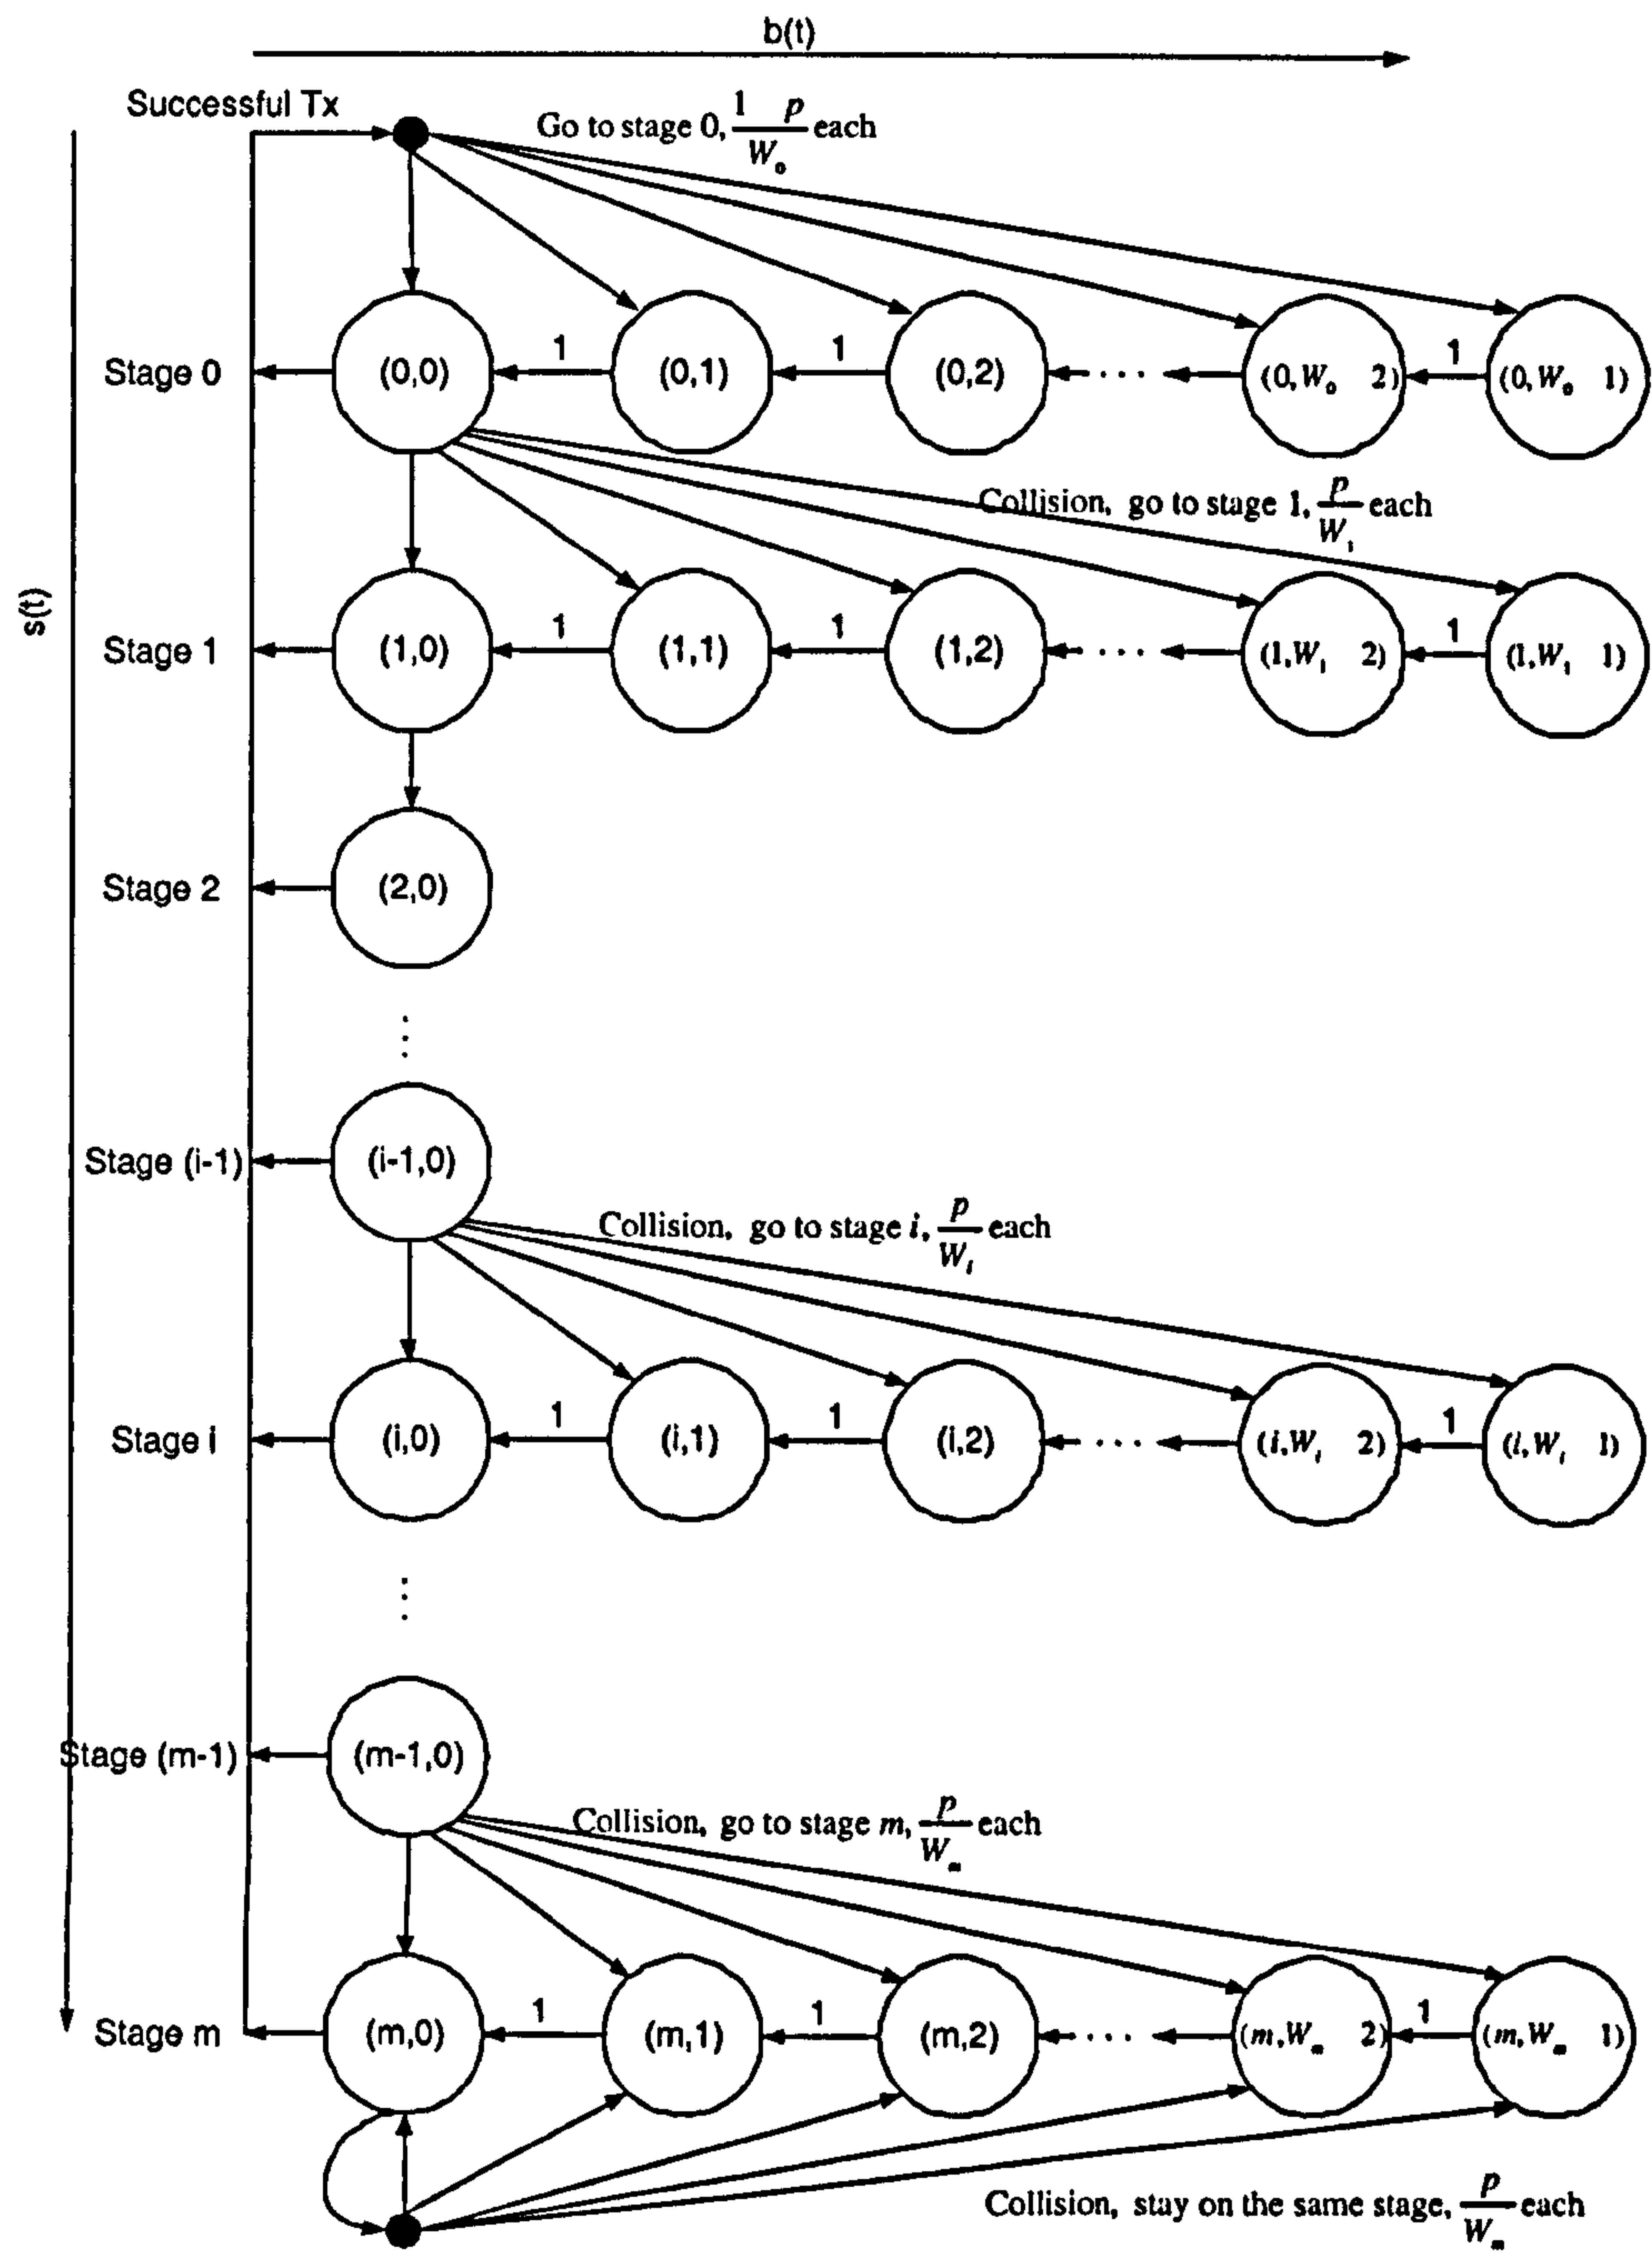 b(t)
Successful Tx
Go to stage 0, 1 p / W₀ each
Stage 0 (0,0) 1 (0,1) 1 (0,2) ... (0,W₀ 2) 1 (0,W₀ 1)
Collision, go to stage 1, p / W₁ each
s(t)
Stage 1 (1,0) 1 (1,1) 1 (1,2) ... (1,W₁ 2) 1 (1,W₁ 1)
Stage 2 (2,0)
⋮
Stage (i-1) (i-1,0)
Collision, go to stage i, p / Wᵢ each
Stage i (i,0) 1 (i,1) 1 (i,2) ... (i,Wᵢ 2) 1 (i,Wᵢ 1)
⋮
Stage (m-1) (m-1,0)
Collision, go to stage m, p / Wₘ each
Stage m (m,0) 1 (m,1) 1 (m,2) ... (m,Wₘ 2) 1 (m,Wₘ 1)
Collision, stay on the same stage, p / Wₘ each